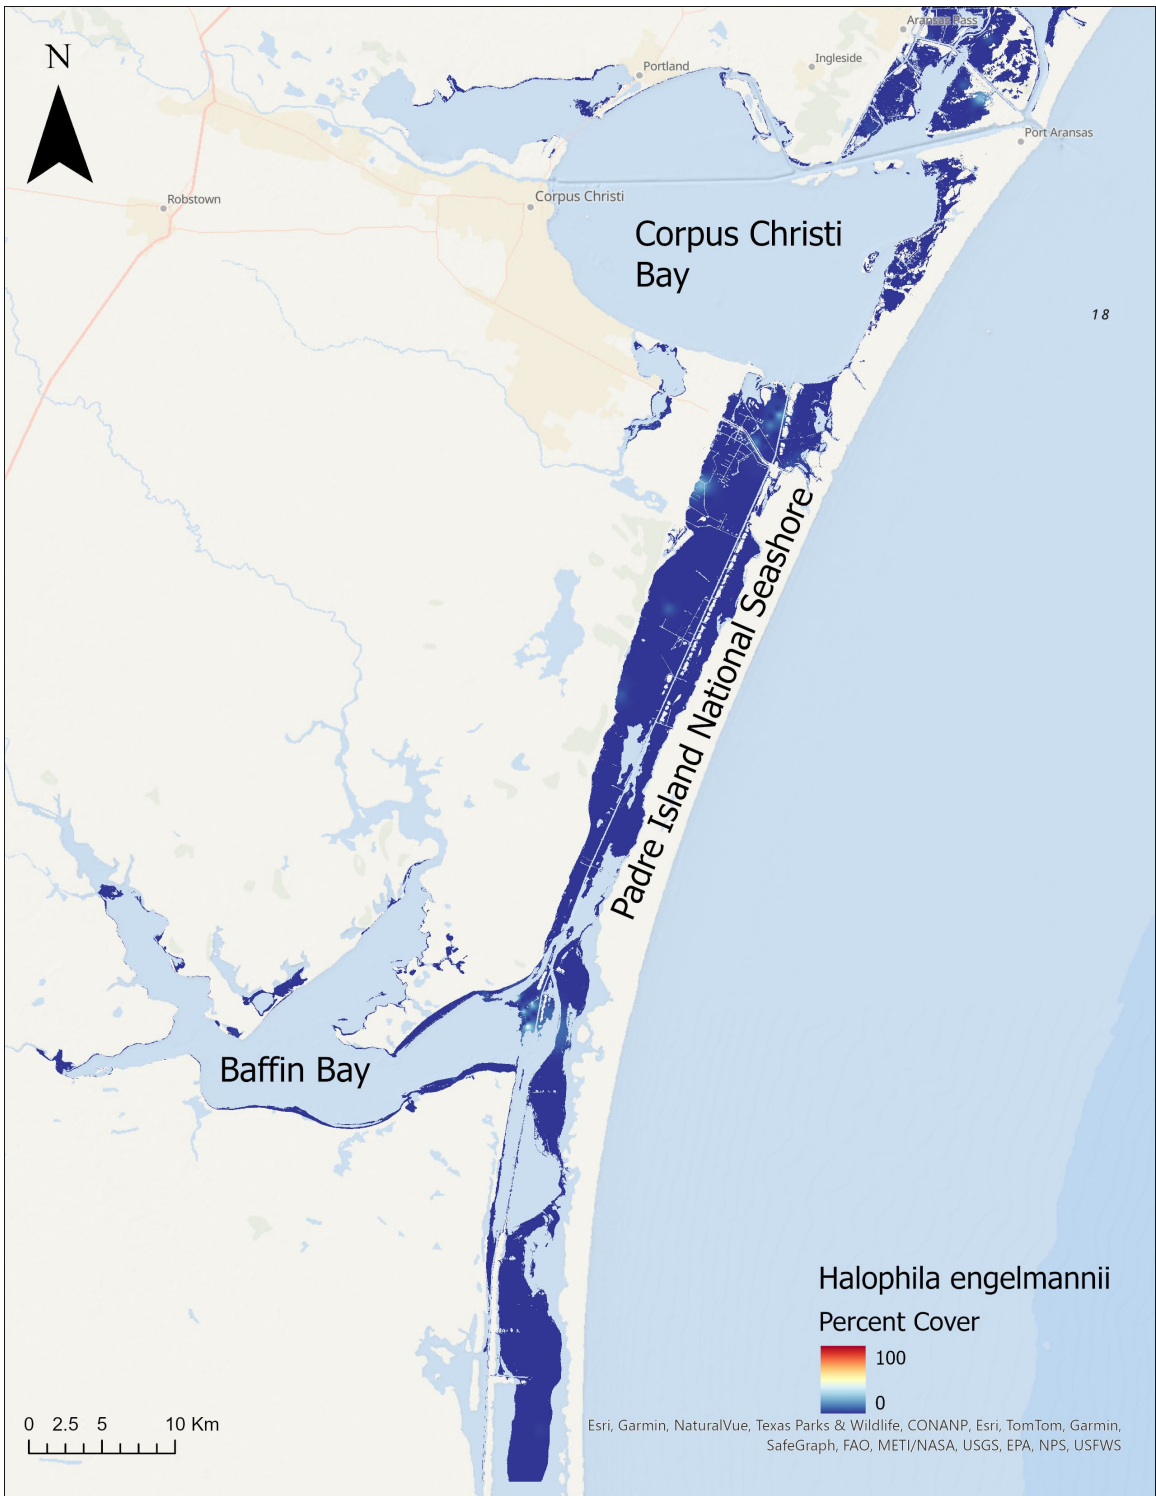 Aransas Pass
N
Portland
Ingleside
Port Aransas
Robstown
Corpus Christi
Corpus Christi
Bay
18
Padre Island National Seashore
Baffin Bay
Halophila engelmannii
Percent Cover
100
0
0 2.5 5 10 Km
Esri, Garmin, NaturalVue, Texas Parks & Wildlife, CONANP, Esri, TomTom, Garmin,
SafeGraph, FAO, METI/NASA, USGS, EPA, NPS, USFWS